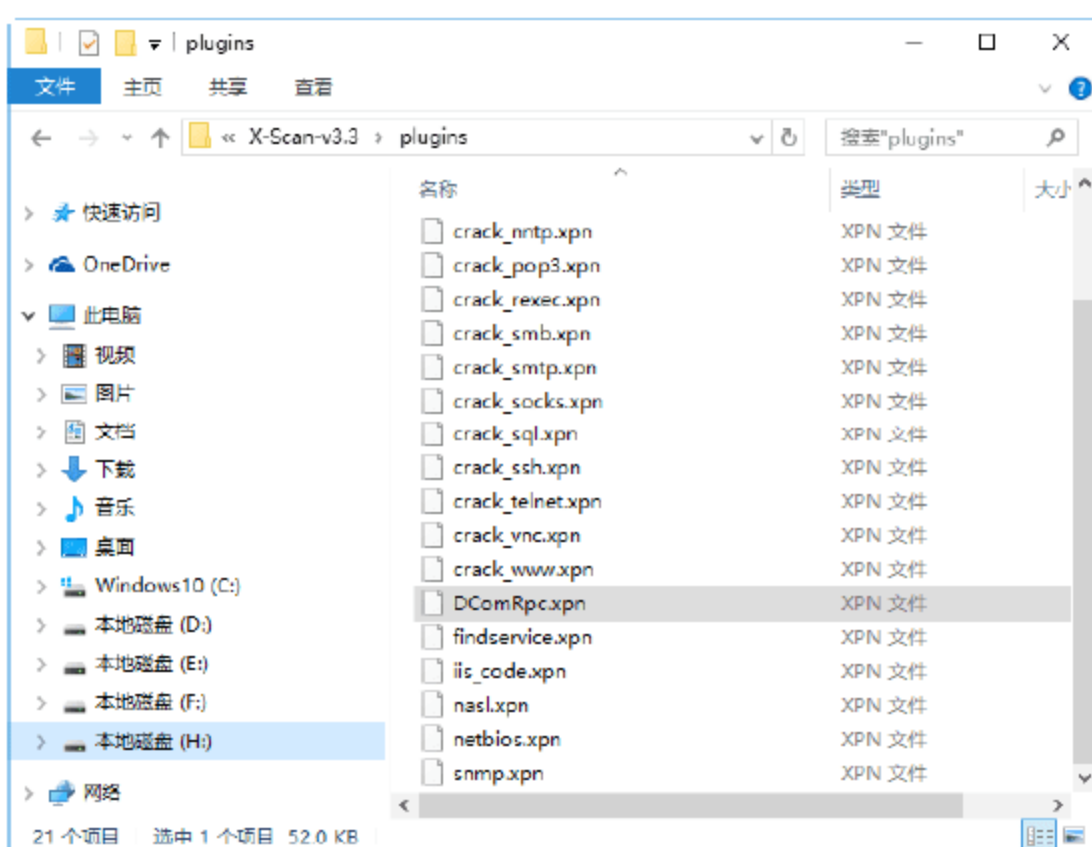 plugins
文件 主页 共享 查看
« X-Scan-v3.3 › plugins
搜索"plugins"
名称 类型 大小
快速访问
OneDrive
此电脑
视频
图片
文档
下载
音乐
桌面
Windows10 (C:)
本地磁盘 (D:)
本地磁盘 (E:)
本地磁盘 (F:)
本地磁盘 (H:)
网络
crack_nntp.xpn XPN 文件
crack_pop3.xpn XPN 文件
crack_rexec.xpn XPN 文件
crack_smb.xpn XPN 文件
crack_smtp.xpn XPN 文件
crack_socks.xpn XPN 文件
crack_sql.xpn XPN 文件
crack_ssh.xpn XPN 文件
crack_telnet.xpn XPN 文件
crack_vnc.xpn XPN 文件
crack_www.xpn XPN 文件
DComRpc.xpn XPN 文件
findservice.xpn XPN 文件
iis_code.xpn XPN 文件
nasl.xpn XPN 文件
netbios.xpn XPN 文件
snmp.xpn XPN 文件
21 个项目 选中 1 个项目 52.0 KB